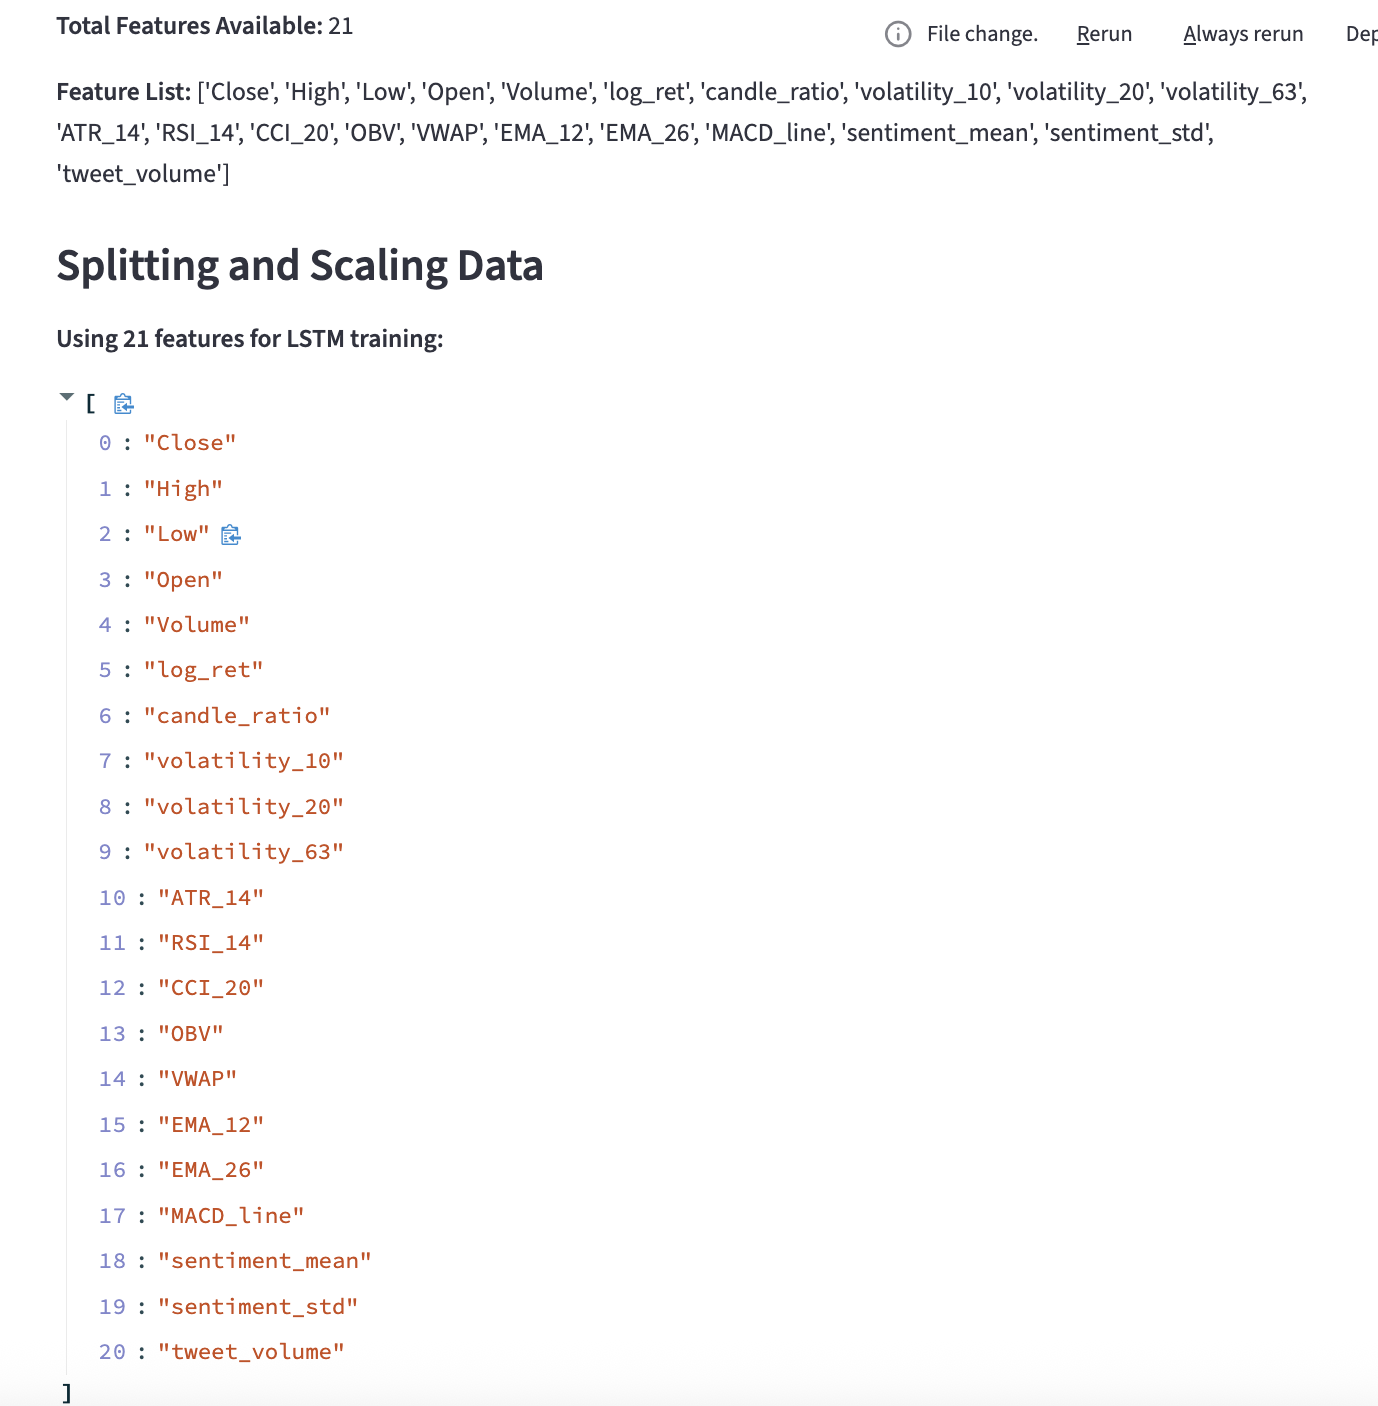 Total Features Available: 21
File change. Rerun Always rerun Dep
Feature List: ['Close', 'High', 'Low', 'Open', 'Volume', 'log_ret', 'candle_ratio', 'volatility_10', 'volatility_20', 'volatility_63',
'ATR_14', 'RSI_14', 'CCI_20', 'OBV', 'VWAP', 'EMA_12', 'EMA_26', 'MACD_line', 'sentiment_mean', 'sentiment_std',
'tweet_volume']
Splitting and Scaling Data
Using 21 features for LSTM training:
[
0 : "Close"
1 : "High"
2 : "Low"
3 : "Open"
4 : "Volume"
5 : "log_ret"
6 : "candle_ratio"
7 : "volatility_10"
8 : "volatility_20"
9 : "volatility_63"
10 : "ATR_14"
11 : "RSI_14"
12 : "CCI_20"
13 : "OBV"
14 : "VWAP"
15 : "EMA_12"
16 : "EMA_26"
17 : "MACD_line"
18 : "sentiment_mean"
19 : "sentiment_std"
20 : "tweet_volume"
]